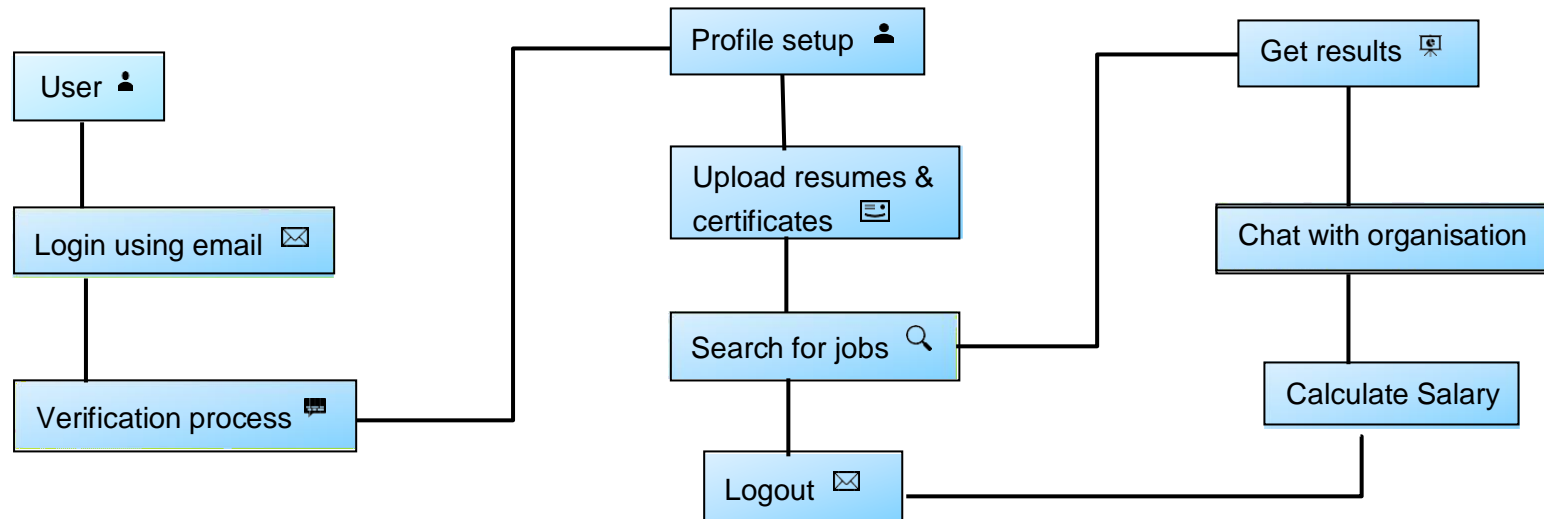 User
Login using email
Verification process
Profile setup
Upload resumes &
certificates
Search for jobs
Logout
Get results
Chat with organisation
Calculate Salary